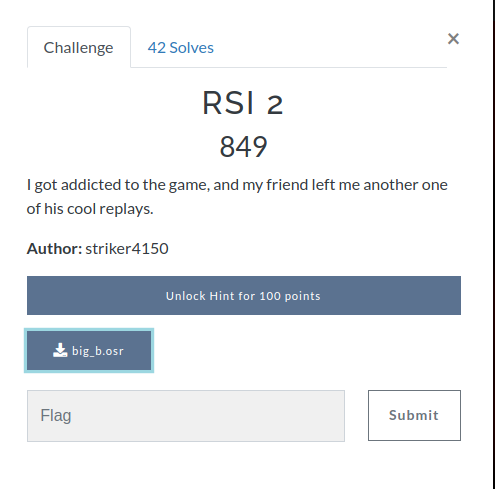 Challenge
42 Solves
×
RSI 2
849
I got addicted to the game, and my friend left me another one
of his cool replays.
Author: striker4150
Unlock Hint for 100 points
big_b.osr
Flag
Submit